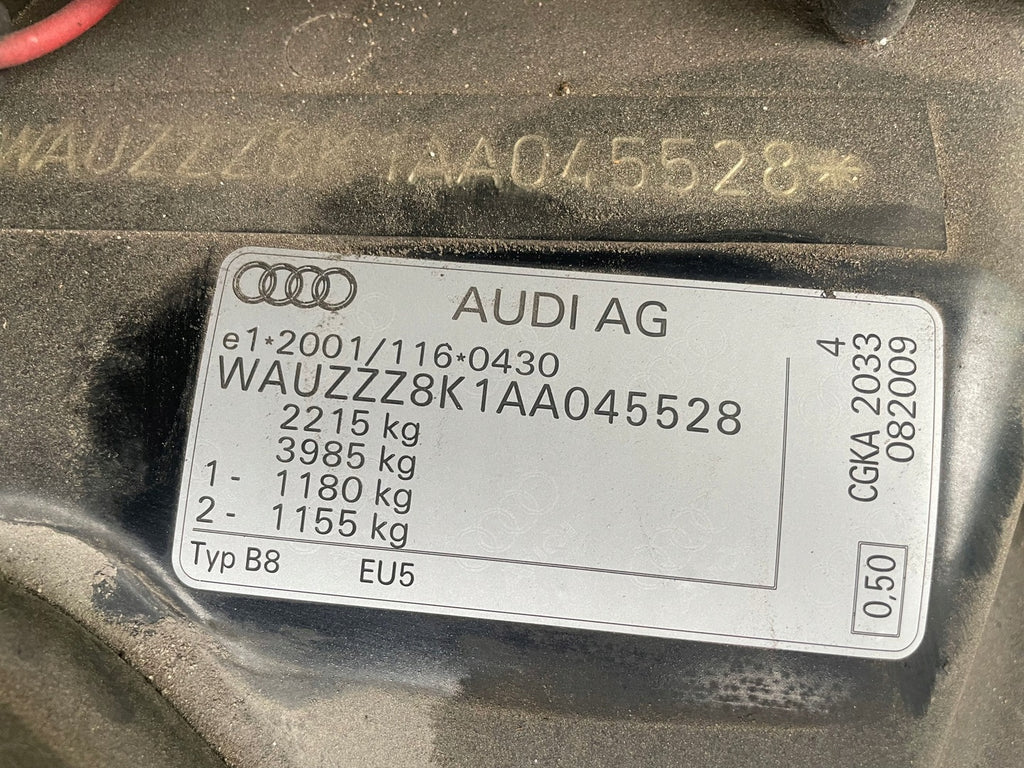 WAUZZZ8K1AA045528*
AUDI AG
e1*2001/116*0430
WAUZZZ8K1AA045528
2215 kg
3985 kg
1 - 1180 kg
2 - 1155 kg
Typ B8 EU5
4
CGKA 2033
082009
0,50